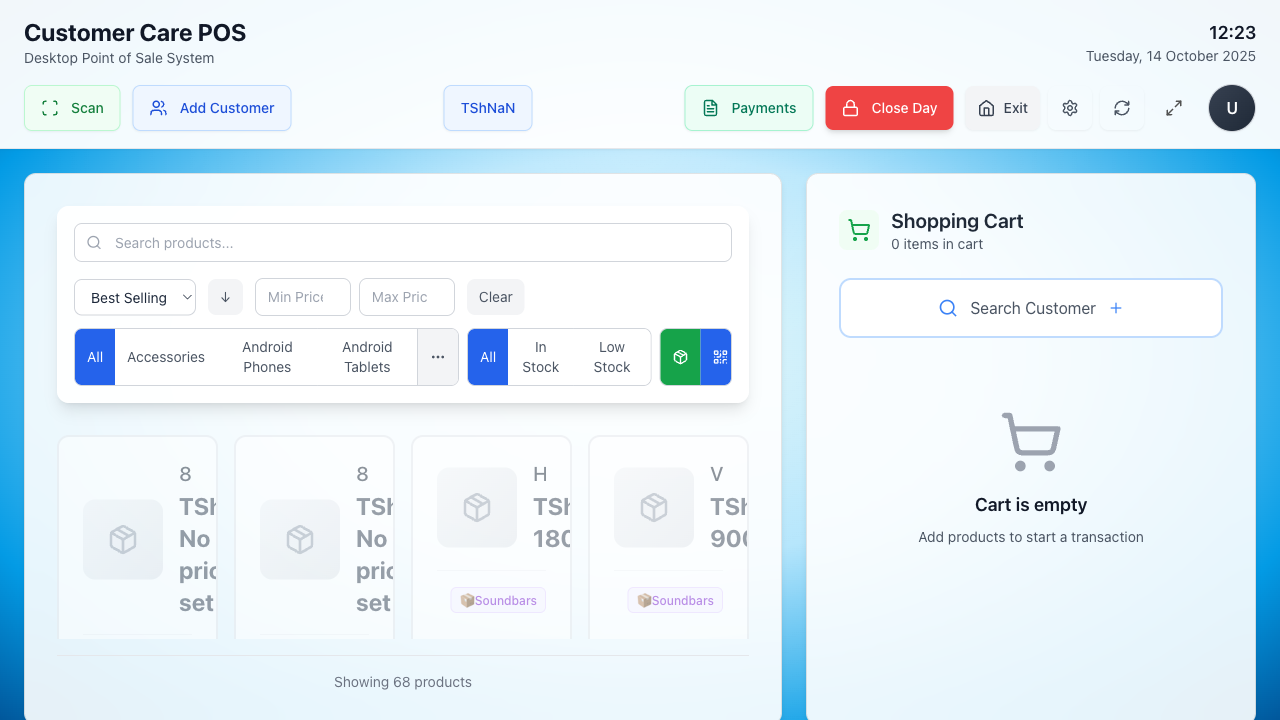 Customer Care POS
Desktop Point of Sale System
12:23
Tuesday, 14 October 2025
Scan
Add Customer
TShNaN
Payments
Close Day
Exit
U
Search products...
Best Selling
↓
Min Pric
Max Pric
Clear
All
Accessories
Android
Phones
Android
Tablets
...
All
In
Stock
Low
Stock
8
TSh
No
pric
set
8
TSh
No
pric
set
H
TSh
180
Soundbars
V
TSh
900
Soundbars
Showing 68 products
Shopping Cart
0 items in cart
Search Customer +
Cart is empty
Add products to start a transaction